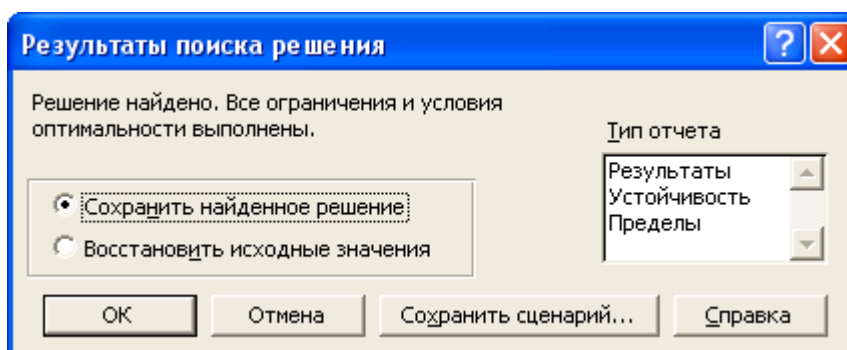 Результаты поиска решения
Решение найдено. Все ограничения и условия
оптимальности выполнены.
Тип отчета
Результаты
Устойчивость
Пределы
Сохранить найденное решение
Восстановить исходные значения
ОК
Отмена
Сохранить сценарий...
Справка